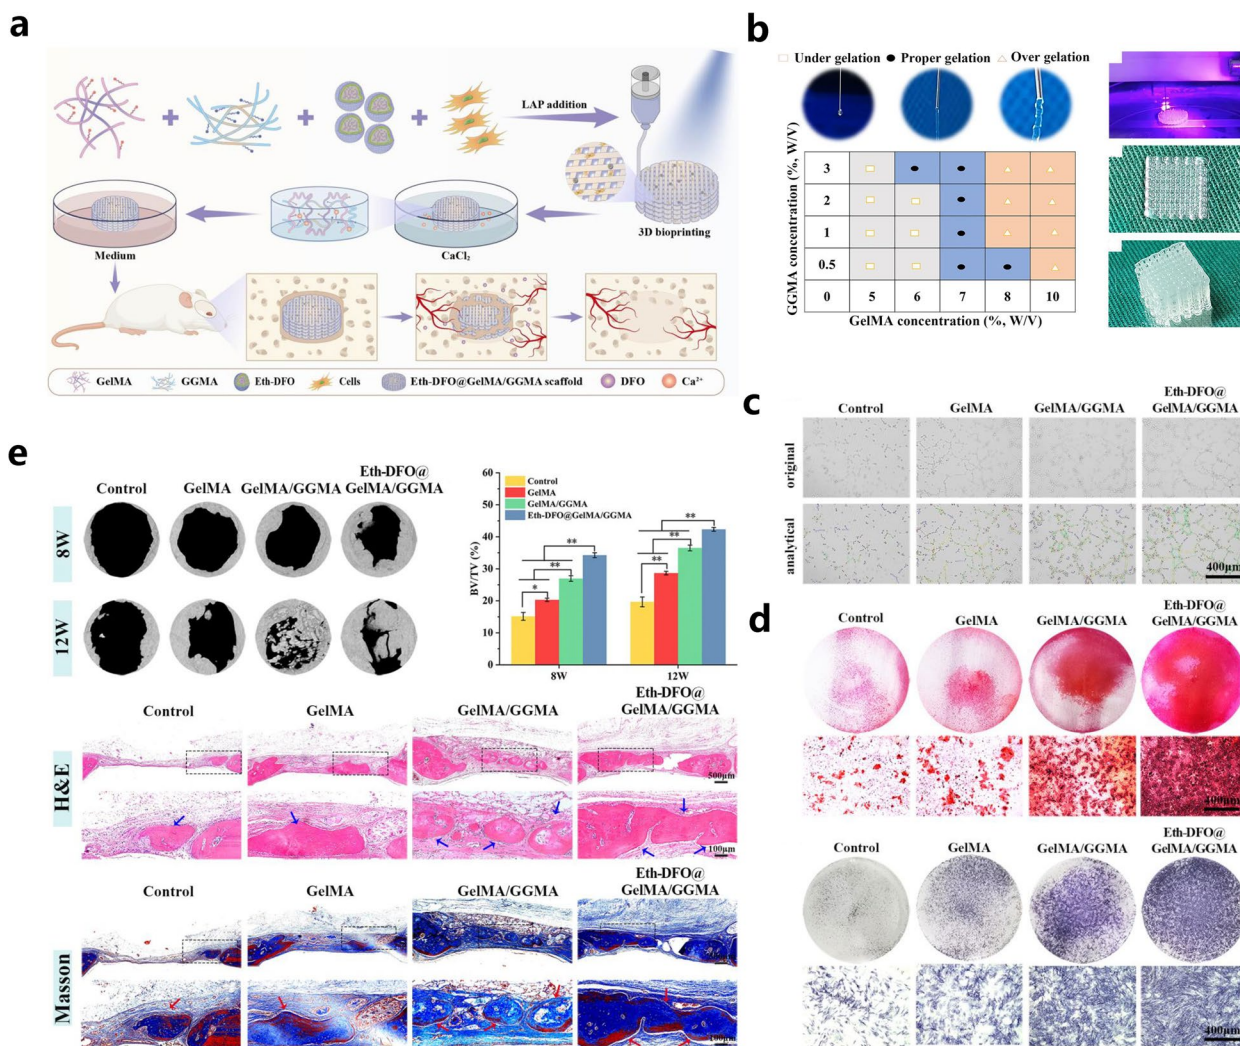 a
LAP addition
3D bioprinting
Medium
CaCl₂
GelMA
GGMA
Eth-DFO
Cells
Eth-DFO@GelMA/GGMA scaffold
DFO
Ca²⁺
b
Under gelation
Proper gelation
Over gelation
GGMA concentration (%, W/V)
3
2
1
0.5
0 5 6 7 8 10
GelMA concentration (%, W/V)
c
Control
GelMA
GelMA/GGMA
Eth-DFO@
GelMA/GGMA
original
analytical
400μm
d
Control
GelMA
GelMA/GGMA
Eth-DFO@
GelMA/GGMA
400μm
Control
GelMA
GelMA/GGMA
Eth-DFO@
GelMA/GGMA
400μm
e
Control
GelMA
GelMA/GGMA
Eth-DFO@
GelMA/GGMA
8W
12W
BV/TV (%)
60
50
40
30
20
10
0
Control
GelMA
GelMA/GGMA
Eth-DFO@GelMA/GGMA
*
**
**
**
**
**
8W
12W
Control
GelMA
GelMA/GGMA
Eth-DFO@
GelMA/GGMA
H&E
500μm
100μm
Control
GelMA
GelMA/GGMA
Eth-DFO@
GelMA/GGMA
Masson
100μm